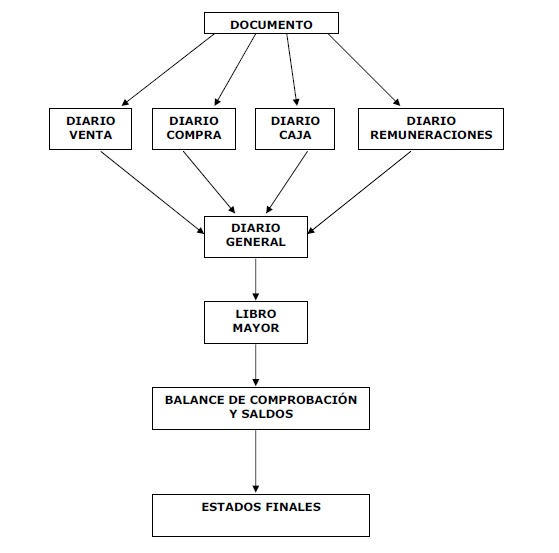 DOCUMENTO
DIARIO
VENTA
DIARIO
COMPRA
DIARIO
CAJA
DIARIO
REMUNERACIONES
DIARIO
GENERAL
LIBRO
MAYOR
BALANCE DE COMPROBACIÓN
Y SALDOS
ESTADOS FINALES